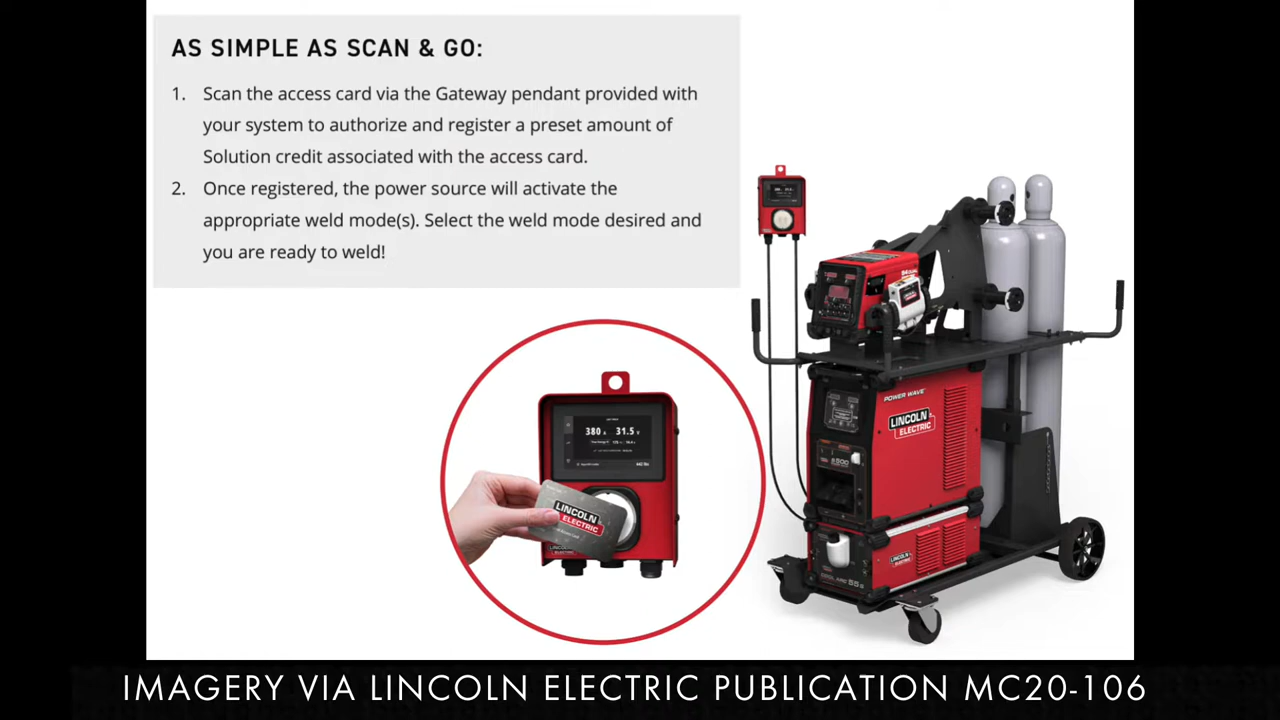 AS SIMPLE AS SCAN & GO:
1. Scan the access card via the Gateway pendant provided with
your system to authorize and register a preset amount of
Solution credit associated with the access card.
2. Once registered, the power source will activate the
appropriate weld mode(s). Select the weld mode desired and
you are ready to weld!
POWER WAVE
LINCOLN
ELECTRIC
380 A 31.5 V
LINCOLN
ELECTRIC
LINCOLN
ELECTRIC
IMAGERY VIA LINCOLN ELECTRIC PUBLICATION MC20-106